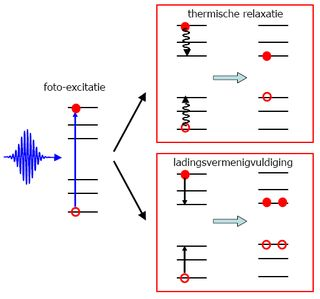 thermische relaxatie
foto-excitatie
ladingsvermenigvuldiging